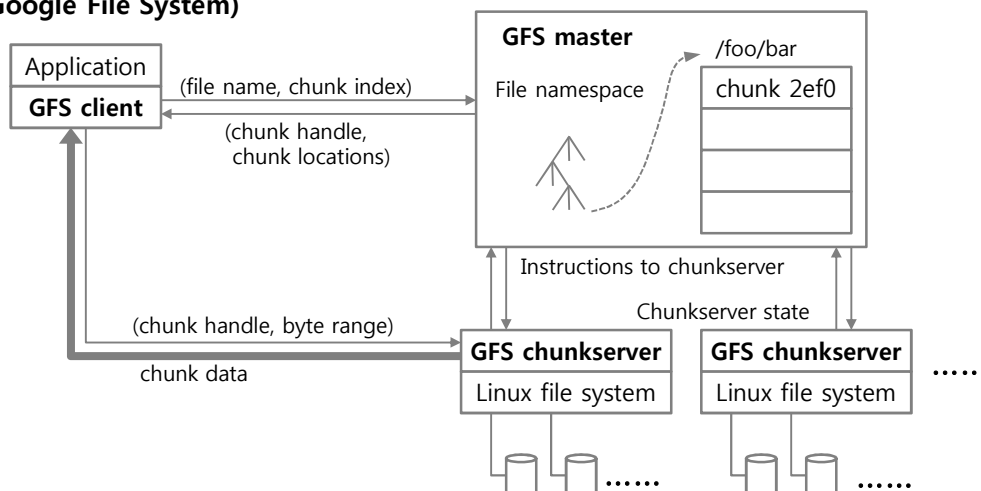 oogle File System)
Application
GFS client
(file name, chunk index)
(chunk handle,
chunk locations)
GFS master
File namespace
/foo/bar
chunk 2ef0
Instructions to chunkserver
Chunkserver state
(chunk handle, byte range)
chunk data
GFS chunkserver
Linux file system
GFS chunkserver
Linux file system
.....
......
......